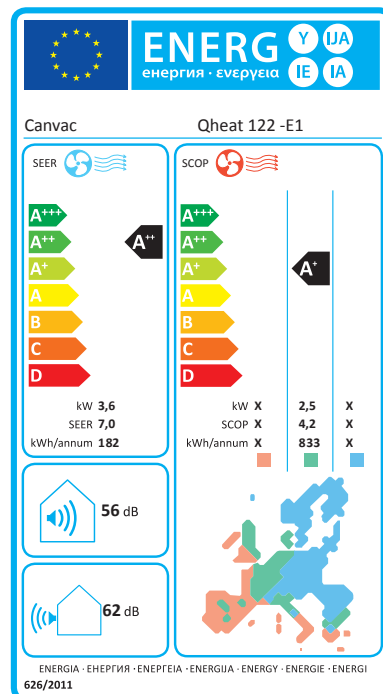 ENERG
Y IJA
IE IA
енергия · ενεργεια
Canvac Qheat 122 -E1
SEER
SCOP
A+++ A+++
A++ A++ A++
A+ A+ A+
A A
B B
C C
D D
kW 3,6 kW X 2,5 X
SEER 7,0 SCOP X 4,2 X
kWh/annum 182 kWh/annum X 833 X
56 dB
62 dB
ENERGIA · ЕНЕРГИЯ · ΕΝΕΡΓΕΙΑ · ENERGIJA · ENERGY · ENERGIE · ENERGI
626/2011